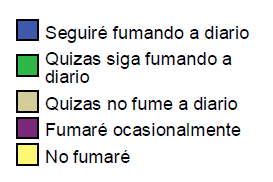 Seguiré fumando a diario
Quizas siga fumando a
diario
Quizas no fume a diario
Fumaré ocasionalmente
No fumaré